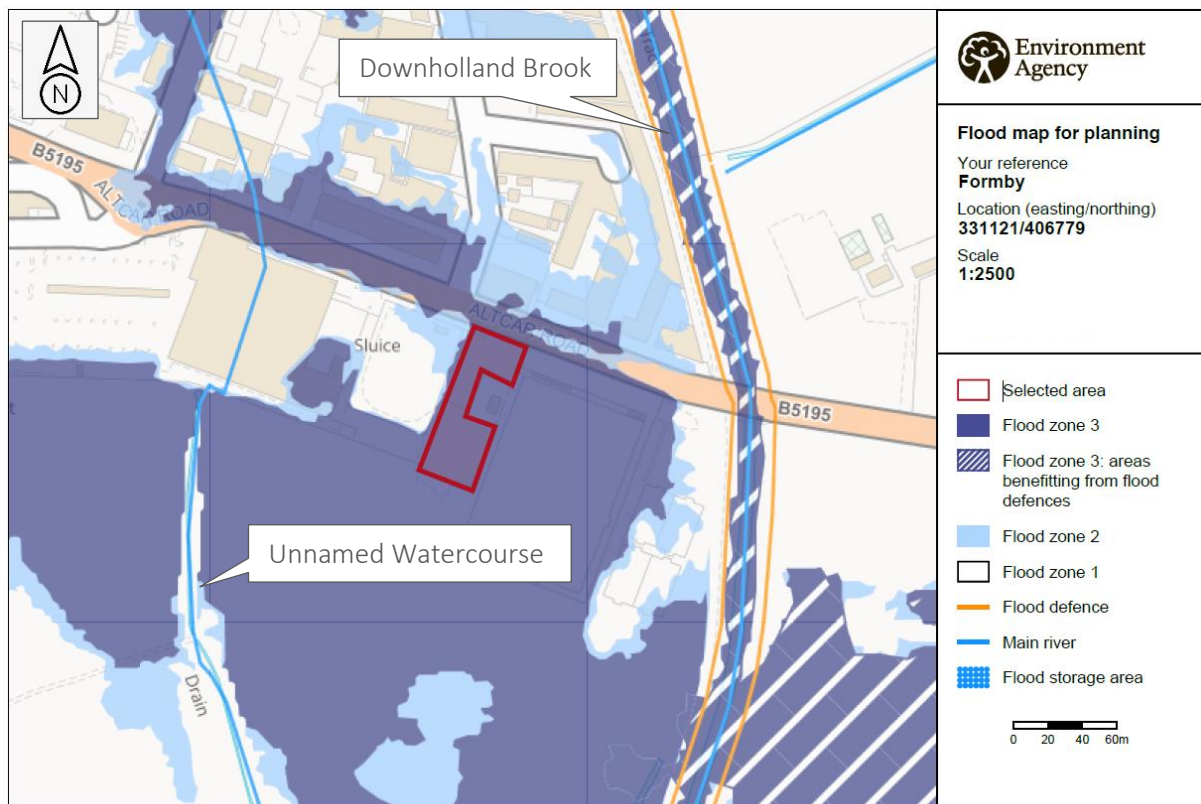 N
Downholland Brook
Trac
B5195
ALTCAR ROAD
Sluice
ALTCAR ROAD
B5195
Unnamed Watercourse
Drain
t
Environment
Agency
Flood map for planning
Your reference
Formby
Location (easting/northing)
331121/406779
Scale
1:2500
Selected area
Flood zone 3
Flood zone 3: areas
benefitting from flood
defences
Flood zone 2
Flood zone 1
Flood defence
Main river
Flood storage area
0 20 40 60m